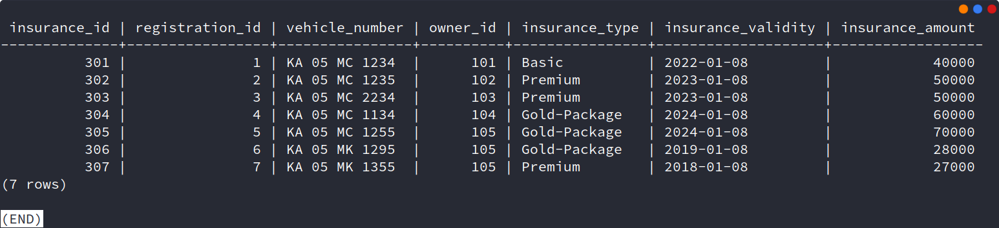 insurance_id | registration_id | vehicle_number | owner_id | insurance_type | insurance_validity | insurance_amount
--------------+-----------------+----------------+----------+----------------+--------------------+------------------
          301 |               1 | KA 05 MC 1234  |      101 | Basic          | 2022-01-08         |            40000
          302 |               2 | KA 05 MC 1235  |      102 | Premium        | 2023-01-08         |            50000
          303 |               3 | KA 05 MC 2234  |      103 | Premium        | 2023-01-08         |            50000
          304 |               4 | KA 05 MC 1134  |      104 | Gold-Package   | 2024-01-08         |            60000
          305 |               5 | KA 05 MC 1255  |      105 | Gold-Package   | 2024-01-08         |            70000
          306 |               6 | KA 05 MK 1295  |      105 | Gold-Package   | 2019-01-08         |            28000
          307 |               7 | KA 05 MK 1355  |      105 | Premium        | 2018-01-08         |            27000
(7 rows)

(END)